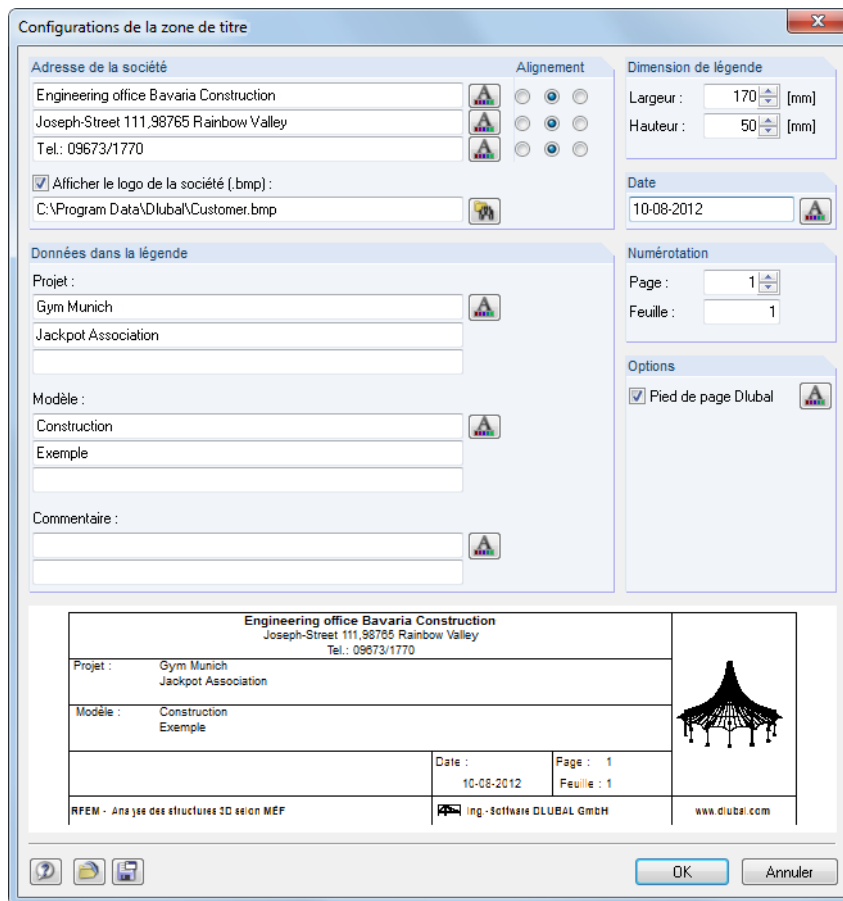 Configurations de la zone de titre
Adresse de la société
Alignement
Engineering office Bavaria Construction
Joseph-Street 111,98765 Rainbow Valley
Tel.: 09673/1770
Afficher le logo de la société (.bmp) :
C:\Program Data\Dlubal\Customer.bmp
Dimension de légende
Largeur : 170 [mm]
Hauteur : 50 [mm]
Date
10-08-2012
Données dans la légende
Projet :
Gym Munich
Jackpot Association
Modèle :
Construction
Exemple
Commentaire :
Numérotation
Page : 1
Feuille : 1
Options
Pied de page Dlubal
Engineering office Bavaria Construction
Joseph-Street 111,98765 Rainbow Valley
Tel.: 09673/1770
Projet : Gym Munich
Jackpot Association
Modèle : Construction
Exemple
Date : Page : 1
10-08-2012 Feuille : 1
RFEM - Analyse des structures 3D selon MEF Ing.-Software DLUBAL GmbH www.dlubal.com
OK Annuler